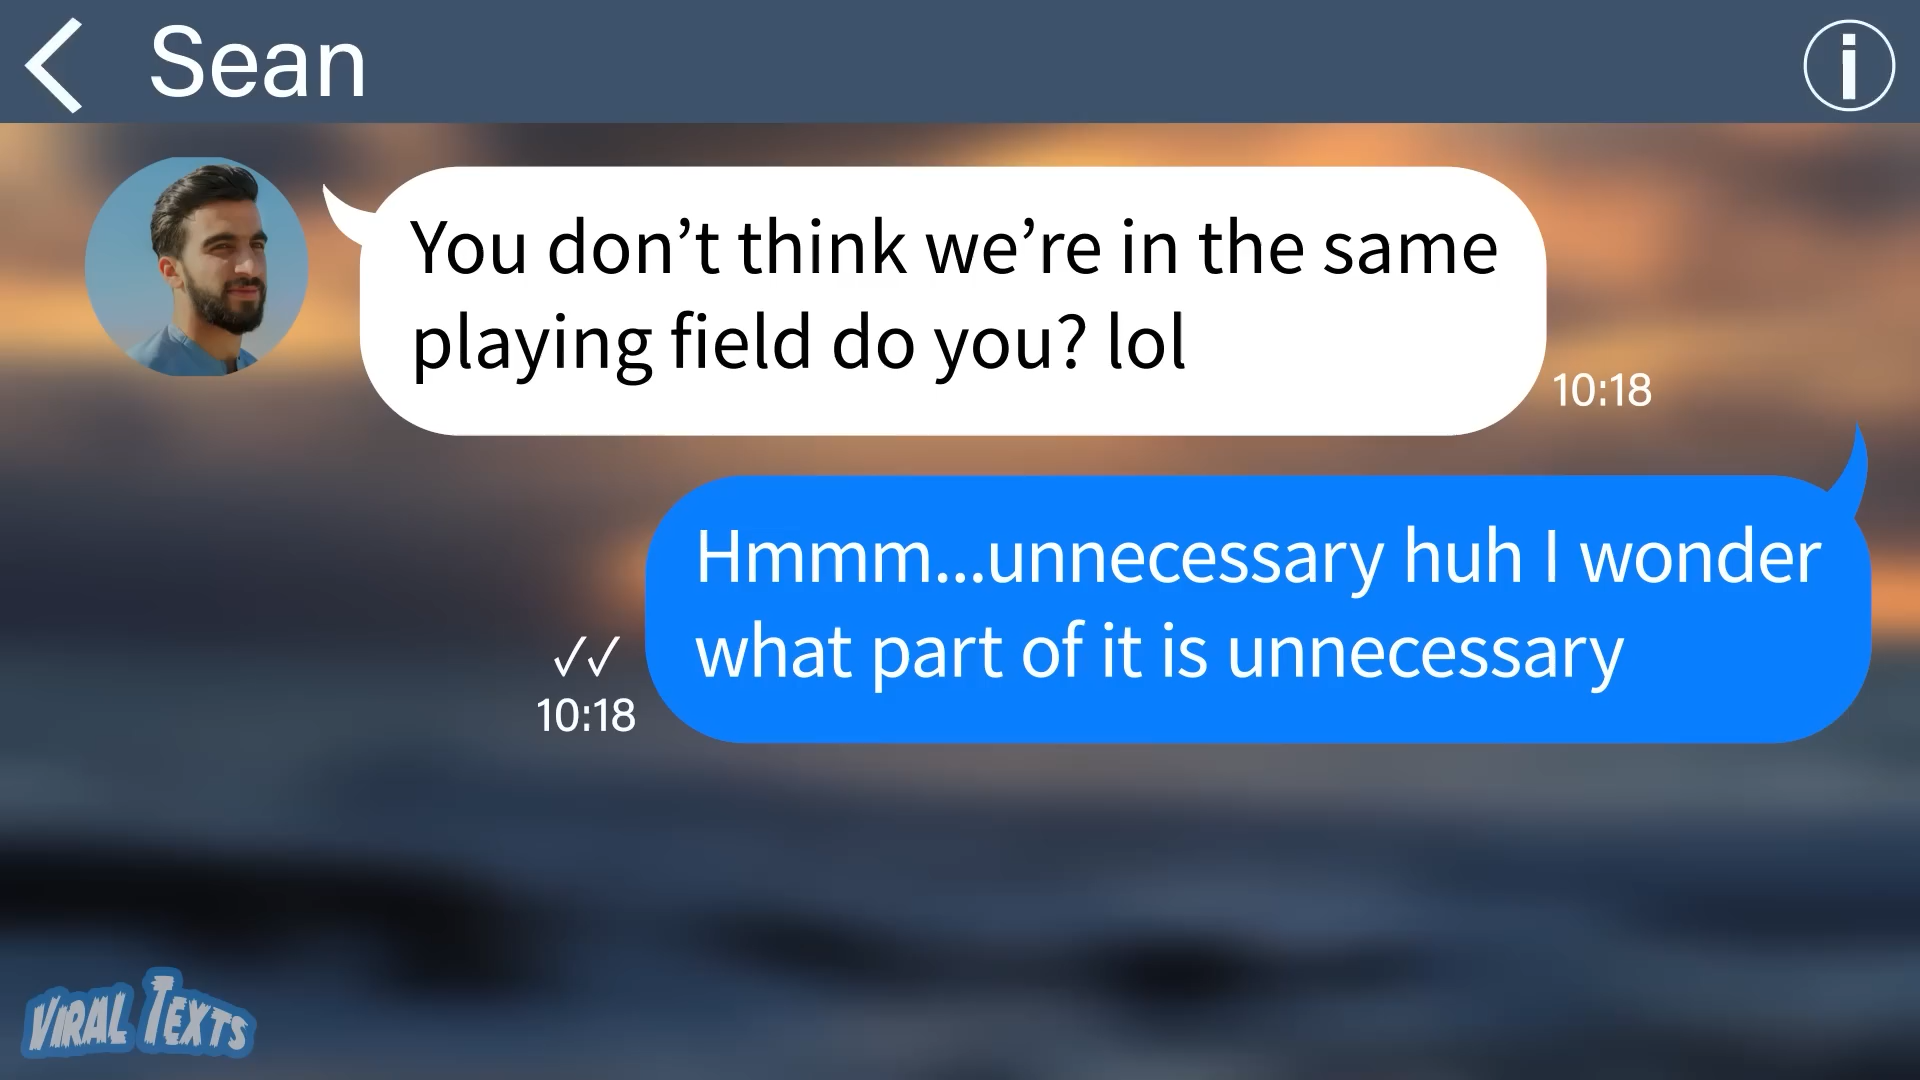 Sean
You don’t think we’re in the same
playing field do you? lol
10:18
Hmmm...unnecessary huh I wonder
what part of it is unnecessary
✓✓
10:18
VIRAL TEXTS